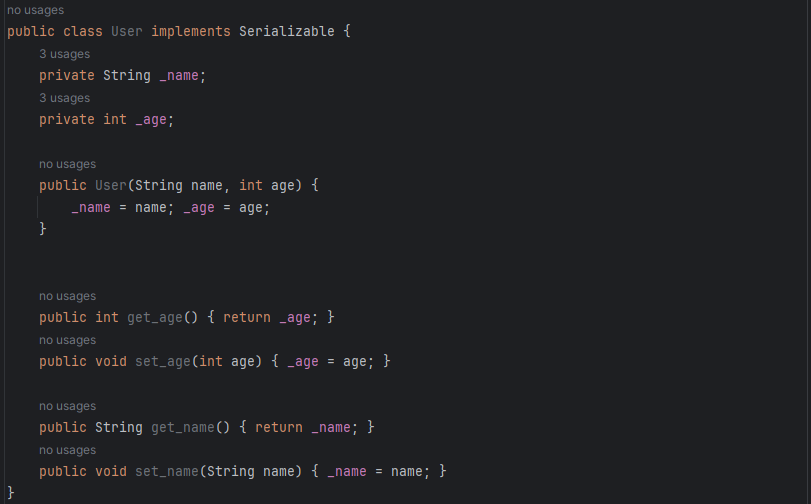 no usages
public class User implements Serializable {
3 usages
private String _name;
3 usages
private int _age;
no usages
public User(String name, int age) {
_name = name; _age = age;
}
no usages
public int get_age() { return _age; }
no usages
public void set_age(int age) { _age = age; }
no usages
public String get_name() { return _name; }
no usages
public void set_name(String name) { _name = name; }
}